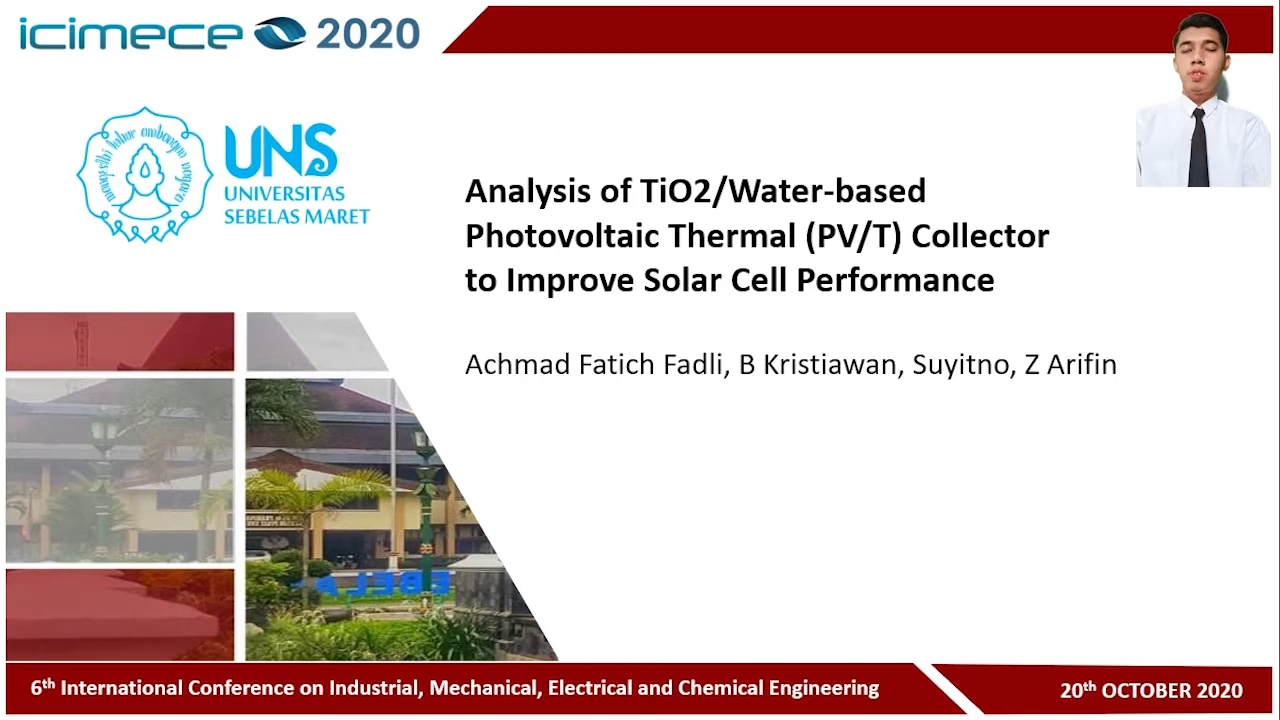 icimece 2020
UNS
UNIVERSITAS
SEBELAS MARET
Analysis of TiO2/Water-based
Photovoltaic Thermal (PV/T) Collector
to Improve Solar Cell Performance
Achmad Fatich Fadli, B Kristiawan, Suyitno, Z Arifin
6th International Conference on Industrial, Mechanical, Electrical and Chemical Engineering
20th OCTOBER 2020